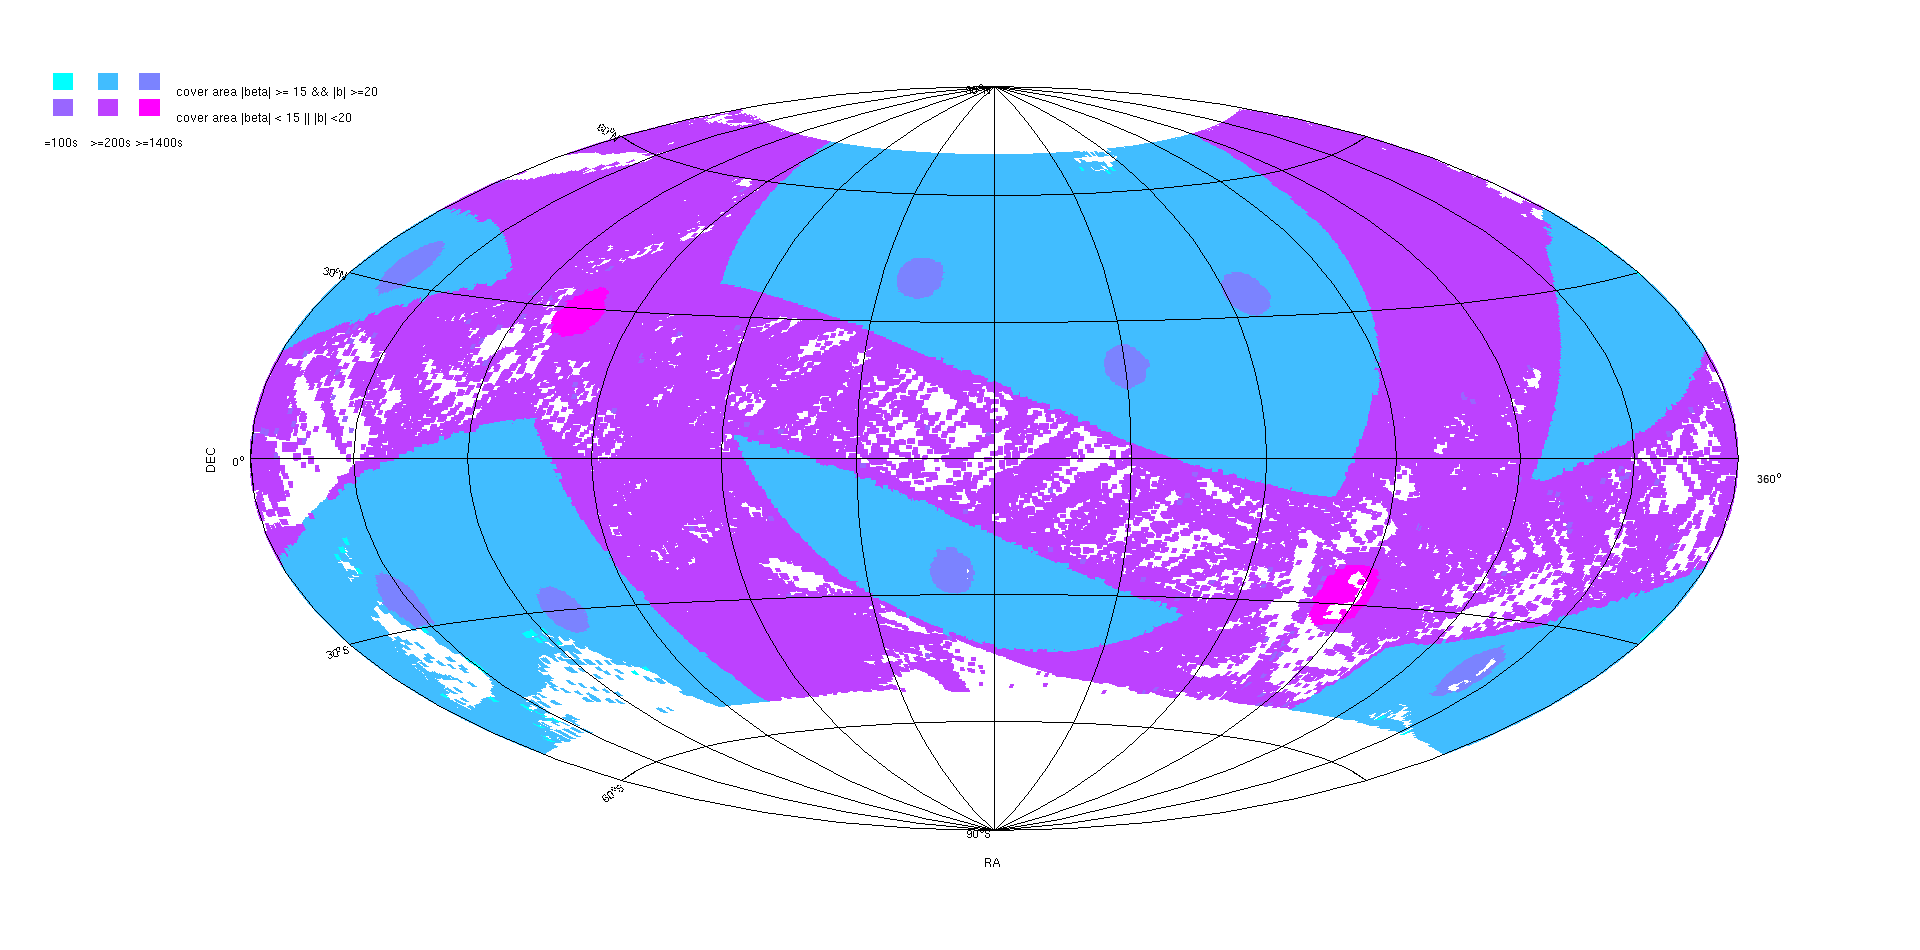 cover area |beta| >= 15 && |b| >=20
cover area |beta| < 15 || |b| <20
=100s >=200s >=1400s
90°N
60°N
30°N
DEC
0°
360°
30°S
60°S
90°S
RA